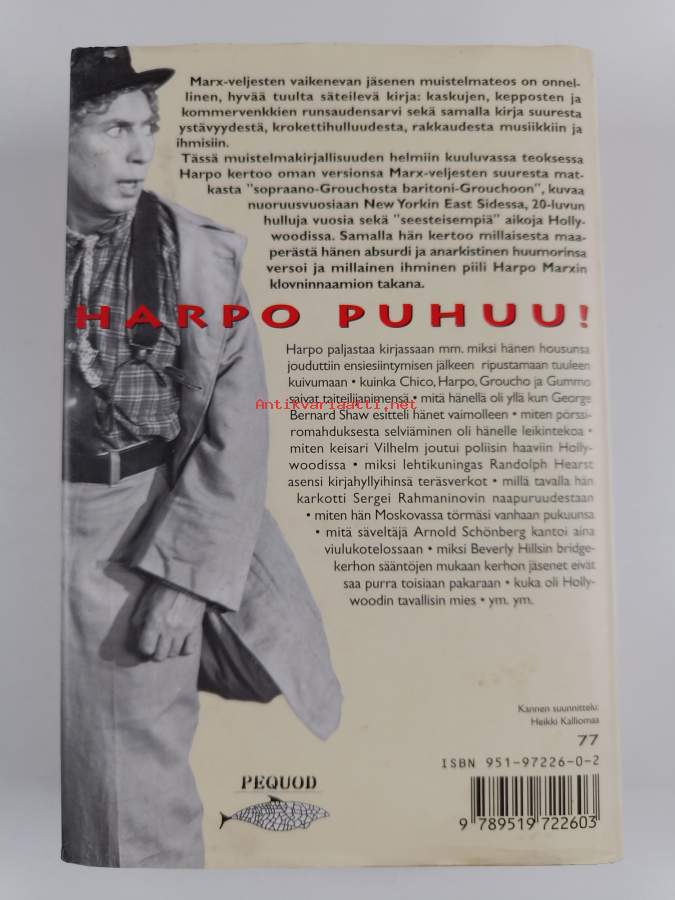 Marx-veljesten vaikenevan jäsenen muistelmateos on onnel-
linen, hyvää tuulta säteilevä kirja: kaskujen, kepposten ja
kommervenkkien runsaudensarvi sekä samalla kirja suuresta
ystävyydestä, krokettihulluudesta, rakkaudesta musiikkiin ja
ihmisiin.
Tässä muistelmakirjallisuuden helmiin kuuluvassa teoksessa
Harpo kertoo oman versionsa Marx-veljesten suuresta mat-
kasta "sopraano-Grouchosta baritoni-Grouchoon", kuvaa
nuoruusvuosiaan New Yorkin East Sidessa, 20-luvun
hulluja vuosia sekä "seesteisempiä" aikoja Holly-
woodissa. Samalla hän kertoo millaisesta maa-
perästä hänen absurdi ja anarkistinen huumorinsa
versoi ja millainen ihminen piili Harpo Marxin
klovninnaamion takana.
HARPO PUHUU!
Harpo paljastaa kirjassaan mm. miksi hänen housunsa
jouduttiin ensiesiintymisen jälkeen ripustamaan tuuleen
kuivumaan • kuinka Chico, Harpo, Groucho ja Gummo
saivat taiteilijanimensä • mitä hänellä oli yllä kun George
Antikvariaatti.net
Bernard Shaw esitteli hänet vaimolleen • miten pörssi-
romahduksesta selviäminen oli hänelle leikintekoa •
miten keisari Vilhelm joutui poliisin haaviin Holly-
woodissa • miksi lehtikuningas Randolph Hearst
asensi kirjahyllyihinsä teräsverkot • millä tavalla hän
karkotti Sergei Rahmaninovin naapuruudestaan
• miten hän Moskovassa törmäsi vanhaan pukuunsa
• mitä säveltäjä Arnold Schönberg kantoi aina
viulukotelossaan • miksi Beverly Hillsin bridge-
kerhon sääntöjen mukaan kerhon jäsenet eivät
saa purra toisiaan pakaraan • kuka oli Holly-
woodin tavallisin mies • ym. ym.
Kannen suunnittelu:
Heikki Kalliomaa
77
ISBN 951-97226-0-2
PEQUOD
9 789519 722603